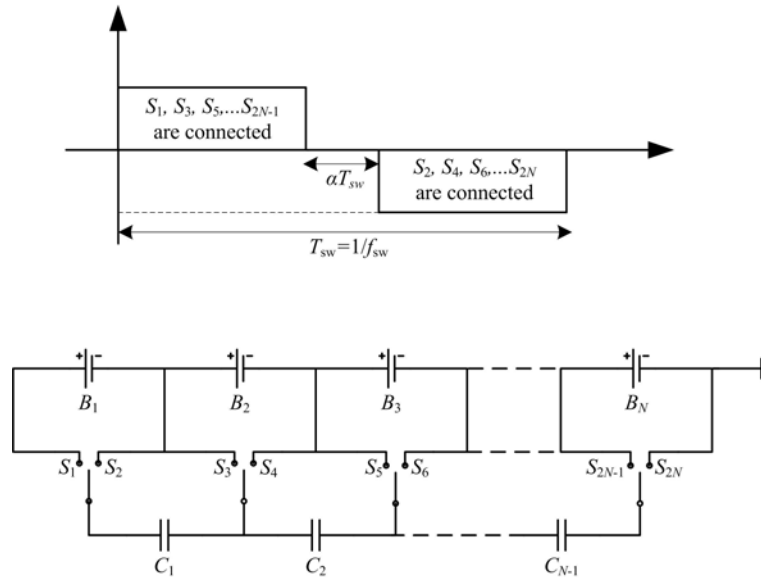 S₁, S₃, S₅,...S₂N₋₁
are connected
αTsw
S₂, S₄, S₆,...S₂N
are connected
Tsw=1/fsw
+ - + - + - + -
B₁ B₂ B₃ BN
S₁ S₂ S₃ S₄ S₅ S₆ S₂N₋₁ S₂N
C₁ C₂ CN₋₁